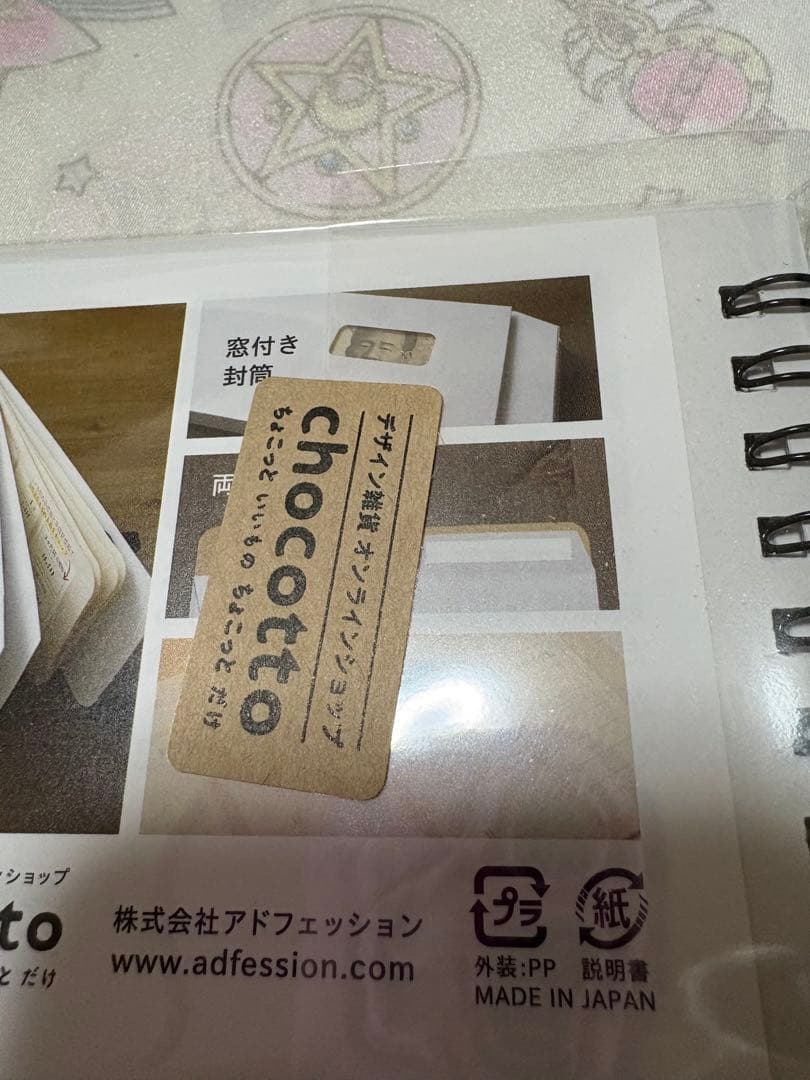 窓付き
封筒
両
デザイン雑貨 オンラインショップ
chocotto
ちょこっと いいもの ちょこっと だけ
ショップ
to
と だけ
株式会社アドフェッション
www.adfession.com
プラ
紙
外装:PP 説明書
MADE IN JAPAN